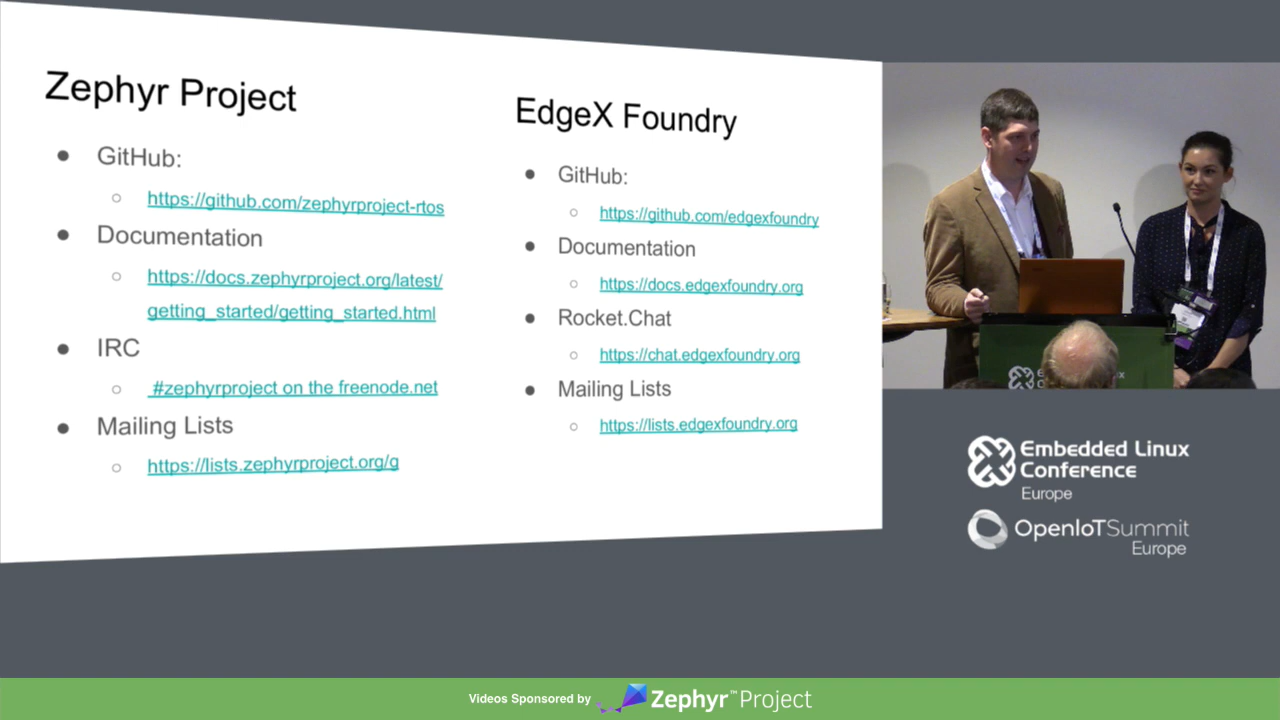 Zephyr Project
GitHub:
https://github.com/zephyrproject-rtos
Documentation
https://docs.zephyrproject.org/latest/
getting_started/getting_started.html
IRC
#zephyrproject on the freenode.net
Mailing Lists
https://lists.zephyrproject.org/g
EdgeX Foundry
GitHub:
https://github.com/edgexfoundry
Documentation
https://docs.edgexfoundry.org
Rocket.Chat
https://chat.edgexfoundry.org
Mailing Lists
https://lists.edgexfoundry.org
Embedded Linux
Conference
Europe
OpenIoTSummit
Europe
Videos Sponsored by
Zephyr™Project